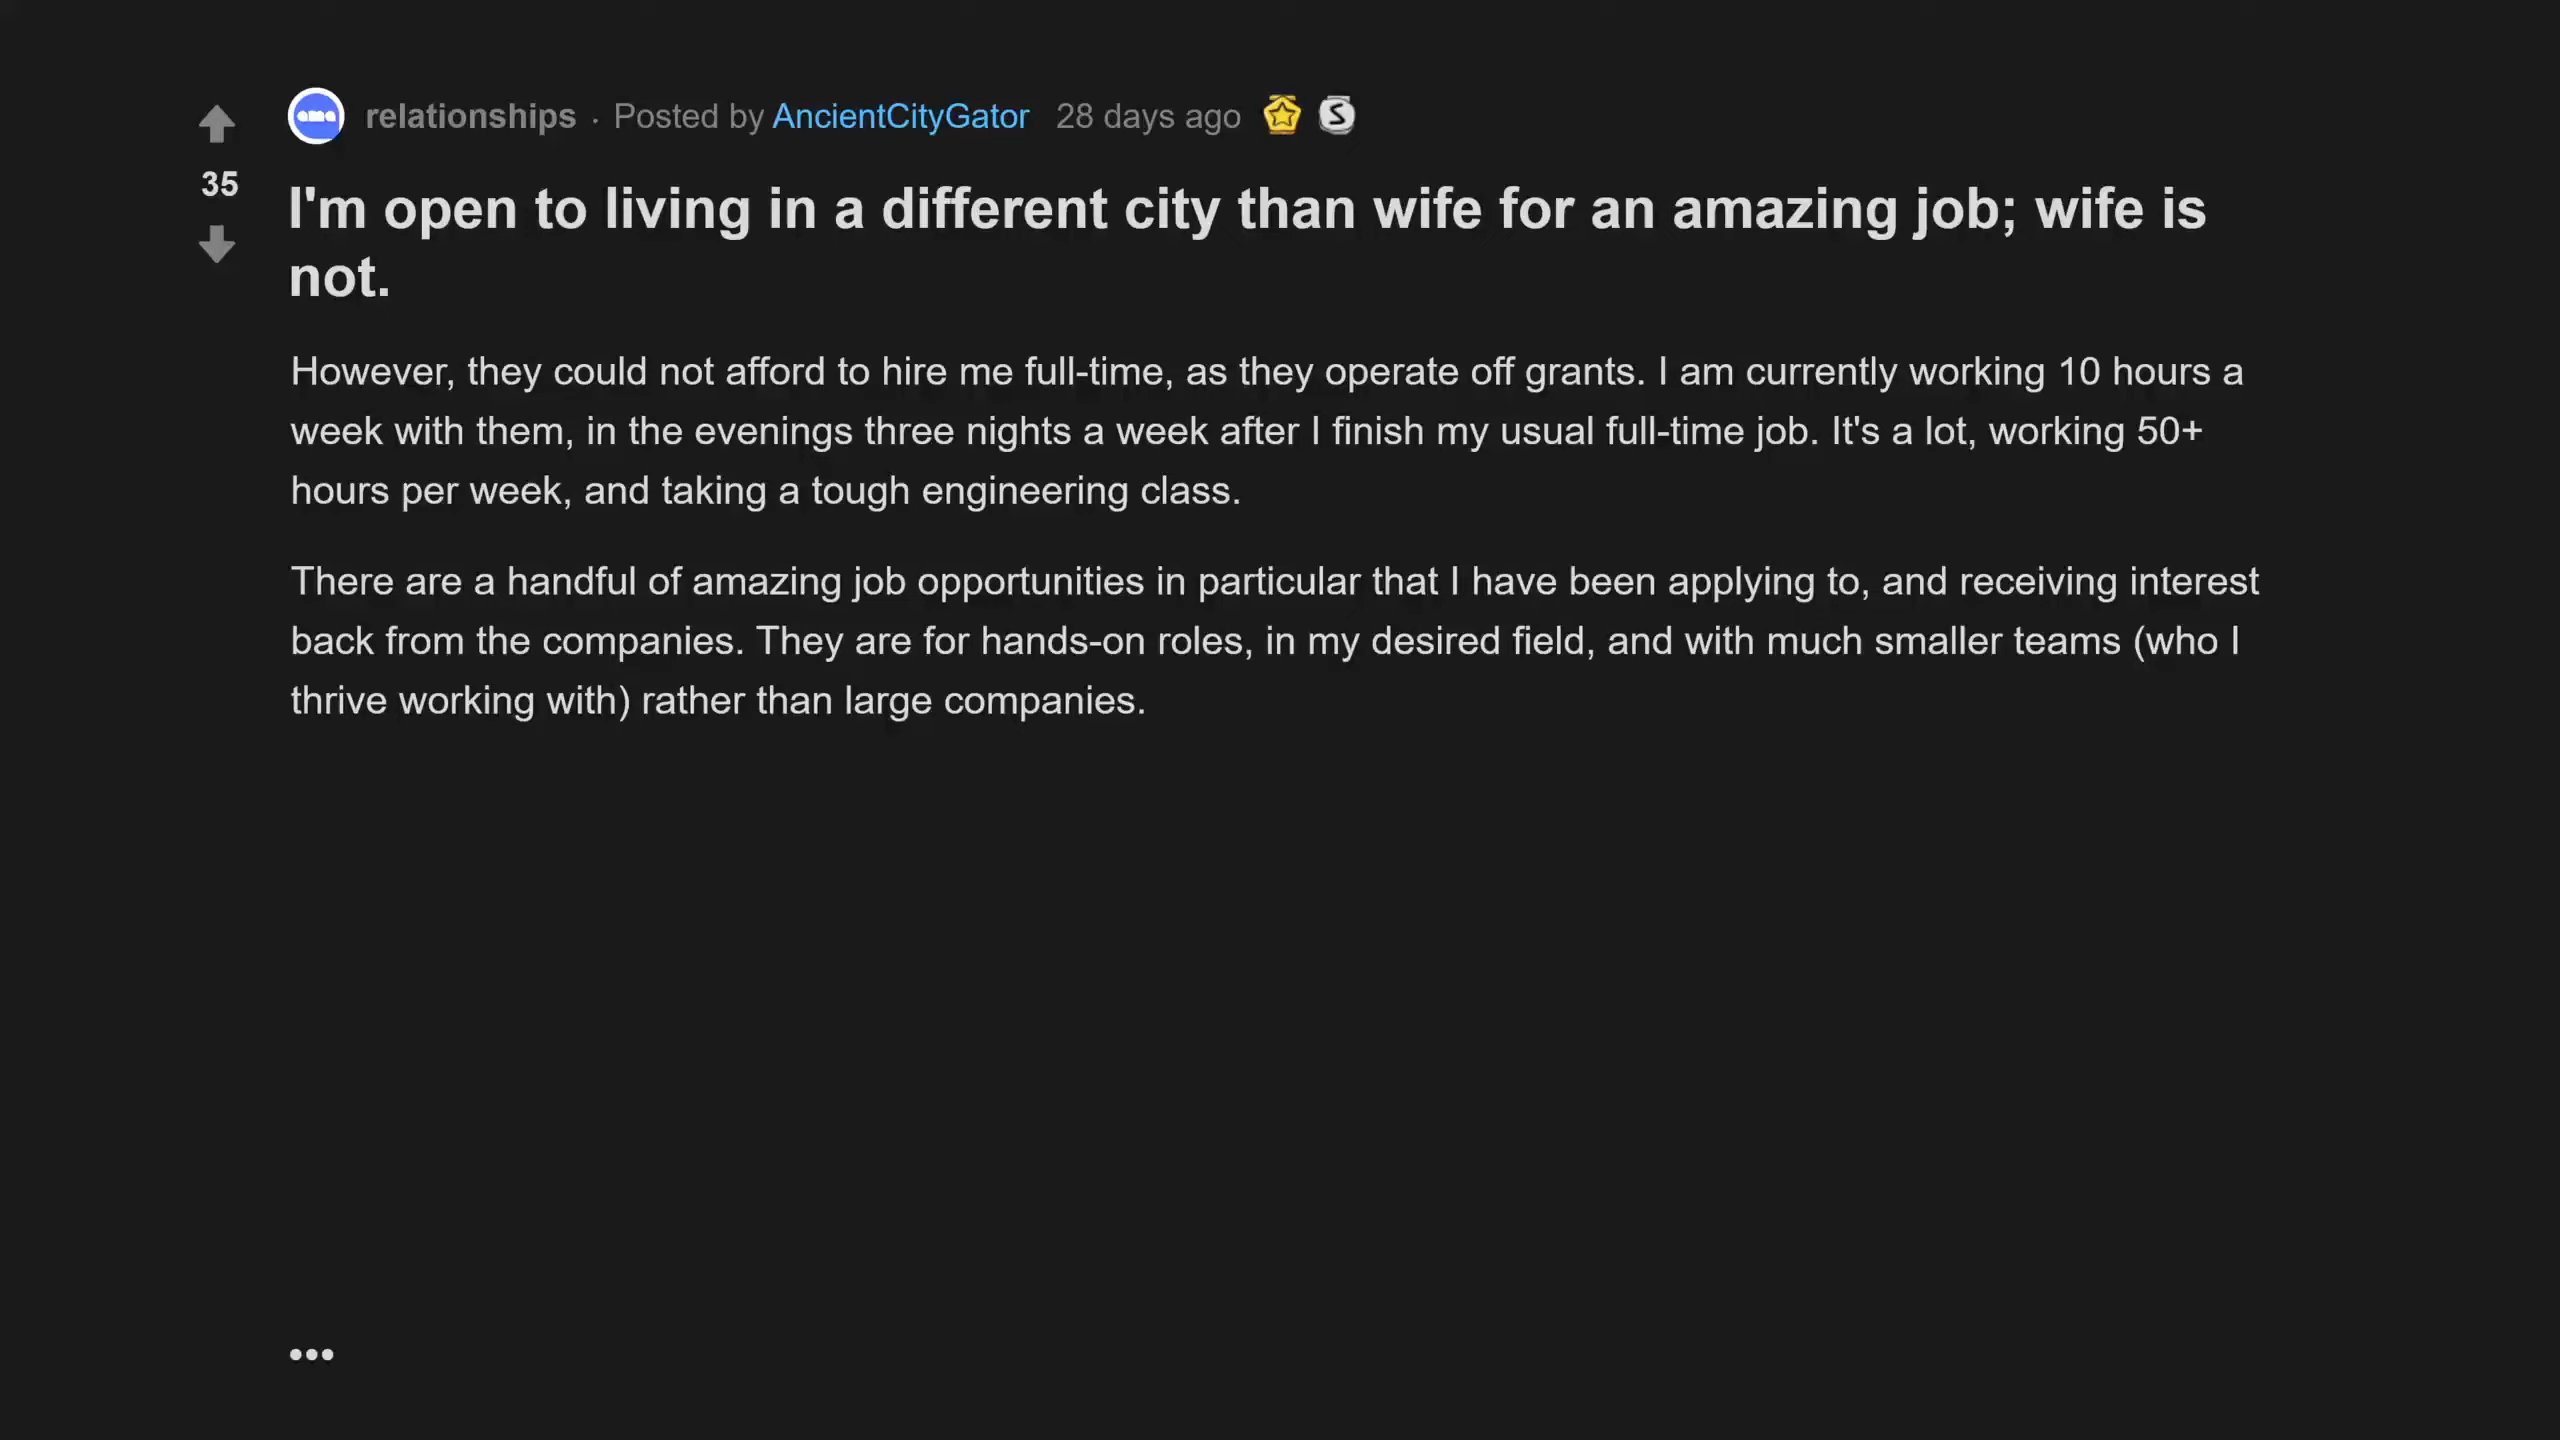 ama
relationships · Posted by AncientCityGator 28 days ago S
35
I'm open to living in a different city than wife for an amazing job; wife is
not.
However, they could not afford to hire me full-time, as they operate off grants. I am currently working 10 hours a
week with them, in the evenings three nights a week after I finish my usual full-time job. It's a lot, working 50+
hours per week, and taking a tough engineering class.
There are a handful of amazing job opportunities in particular that I have been applying to, and receiving interest
back from the companies. They are for hands-on roles, in my desired field, and with much smaller teams (who I
thrive working with) rather than large companies.
•••